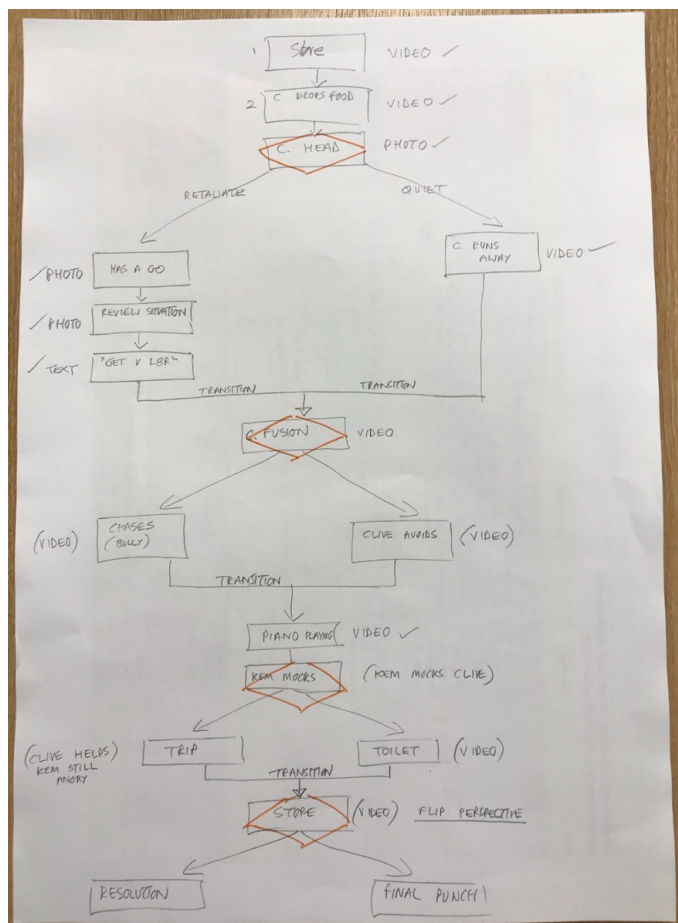 1 Store VIDEO ✓
2 C. DROPS FOOD VIDEO ✓
C. HEAD PHOTO ✓
RETALIATE QUIET
✓ PHOTO HAS A GO
C. RUNS AWAY VIDEO ✓
✓ PHOTO REVIEW SITUATION
✓ TEXT "GET U L8R"
TRANSITION TRANSITION
C. FUSION VIDEO
(VIDEO) CHASES (BULLY)
CLIVE AVOIDS (VIDEO)
TRANSITION
PIANO PLAYING VIDEO ✓
KEM MOCKS (KEM MOCKS CLIVE)
(CLIVE HELPS)
KEM STILL
ANGRY
TRIP TOILET (VIDEO)
TRANSITION
STORE (VIDEO) FLIP PERSPECTIVE
RESOLUTION FINAL PUNCH